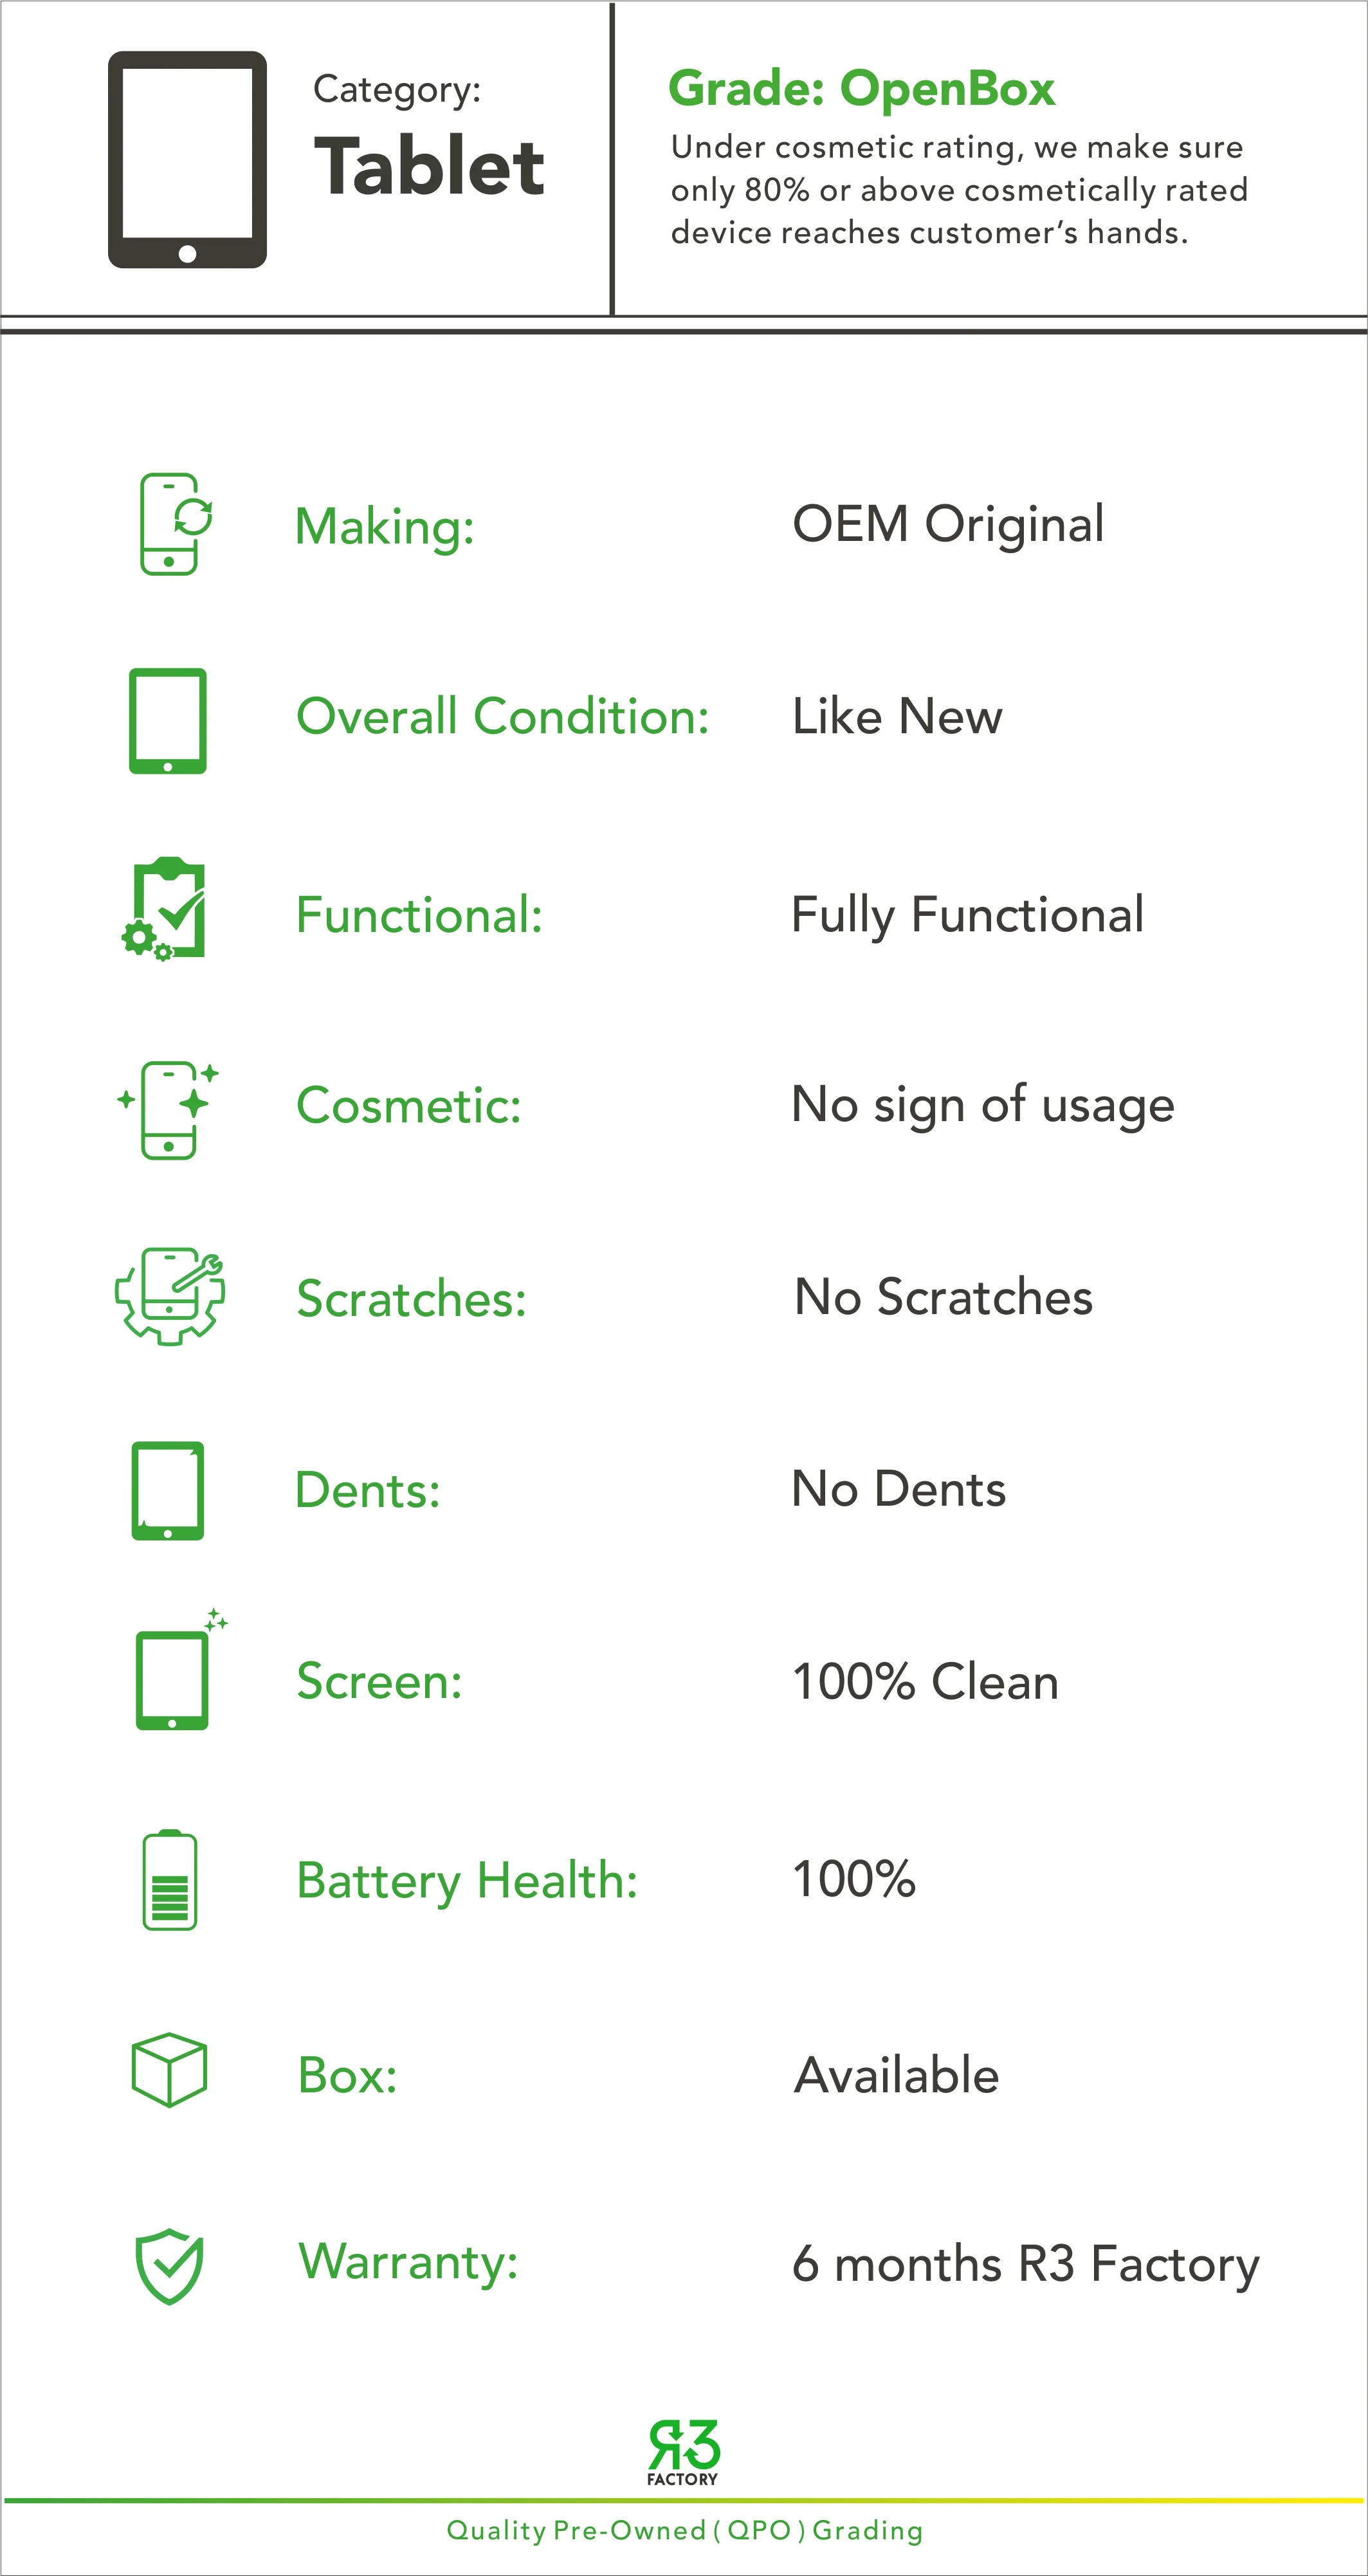 Category:
Tablet
Grade: OpenBox
Under cosmetic rating, we make sure
only 80% or above cosmetically rated
device reaches customer’s hands.
Making: OEM Original
Overall Condition: Like New
Functional: Fully Functional
Cosmetic: No sign of usage
Scratches: No Scratches
Dents: No Dents
Screen: 100% Clean
Battery Health: 100%
Box: Available
Warranty: 6 months R3 Factory
R3
FACTORY
Quality Pre-Owned ( QPO ) Grading